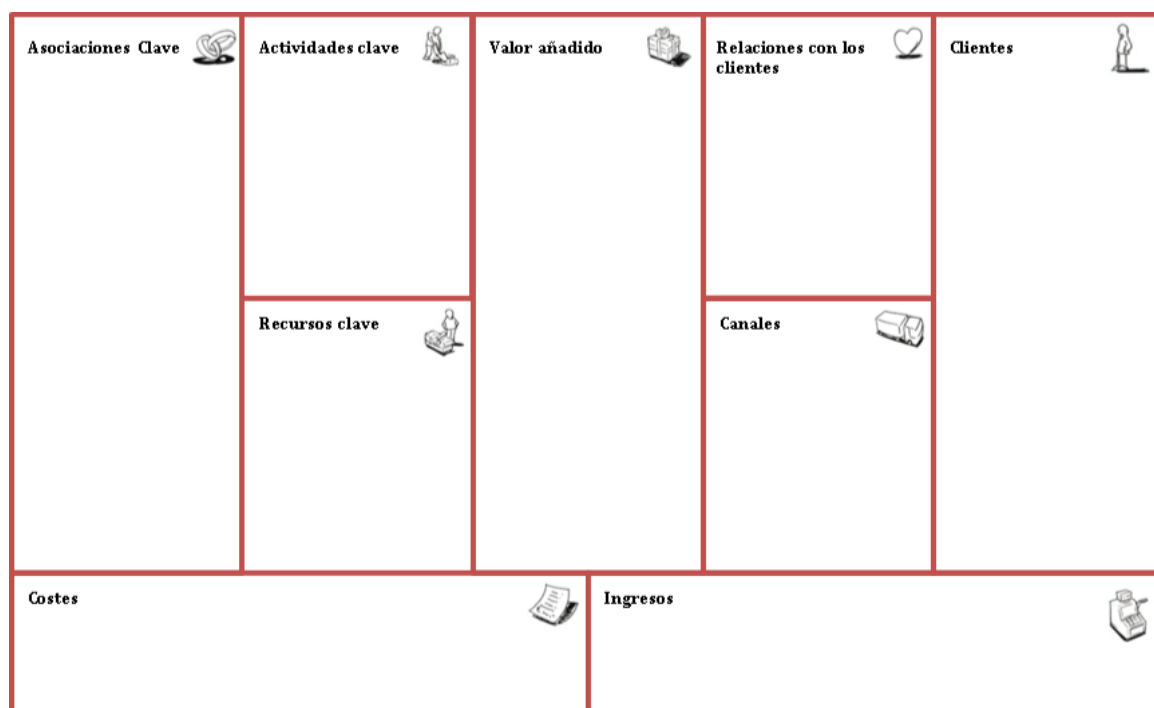 Asociaciones Clave
Actividades clave
Valor añadido
Relaciones con los
clientes
Clientes
Recursos clave
Canales
Costes
Ingresos